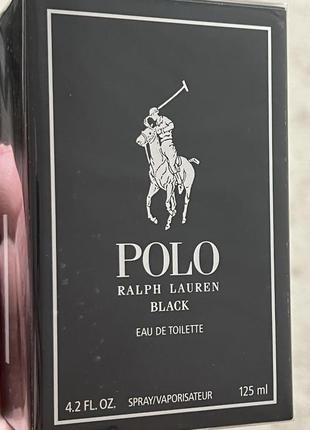 POLO
RALPH LAUREN
BLACK
EAU DE TOILETTE
4.2 FL. OZ. SPRAY/VAPORISATEUR 125 ml